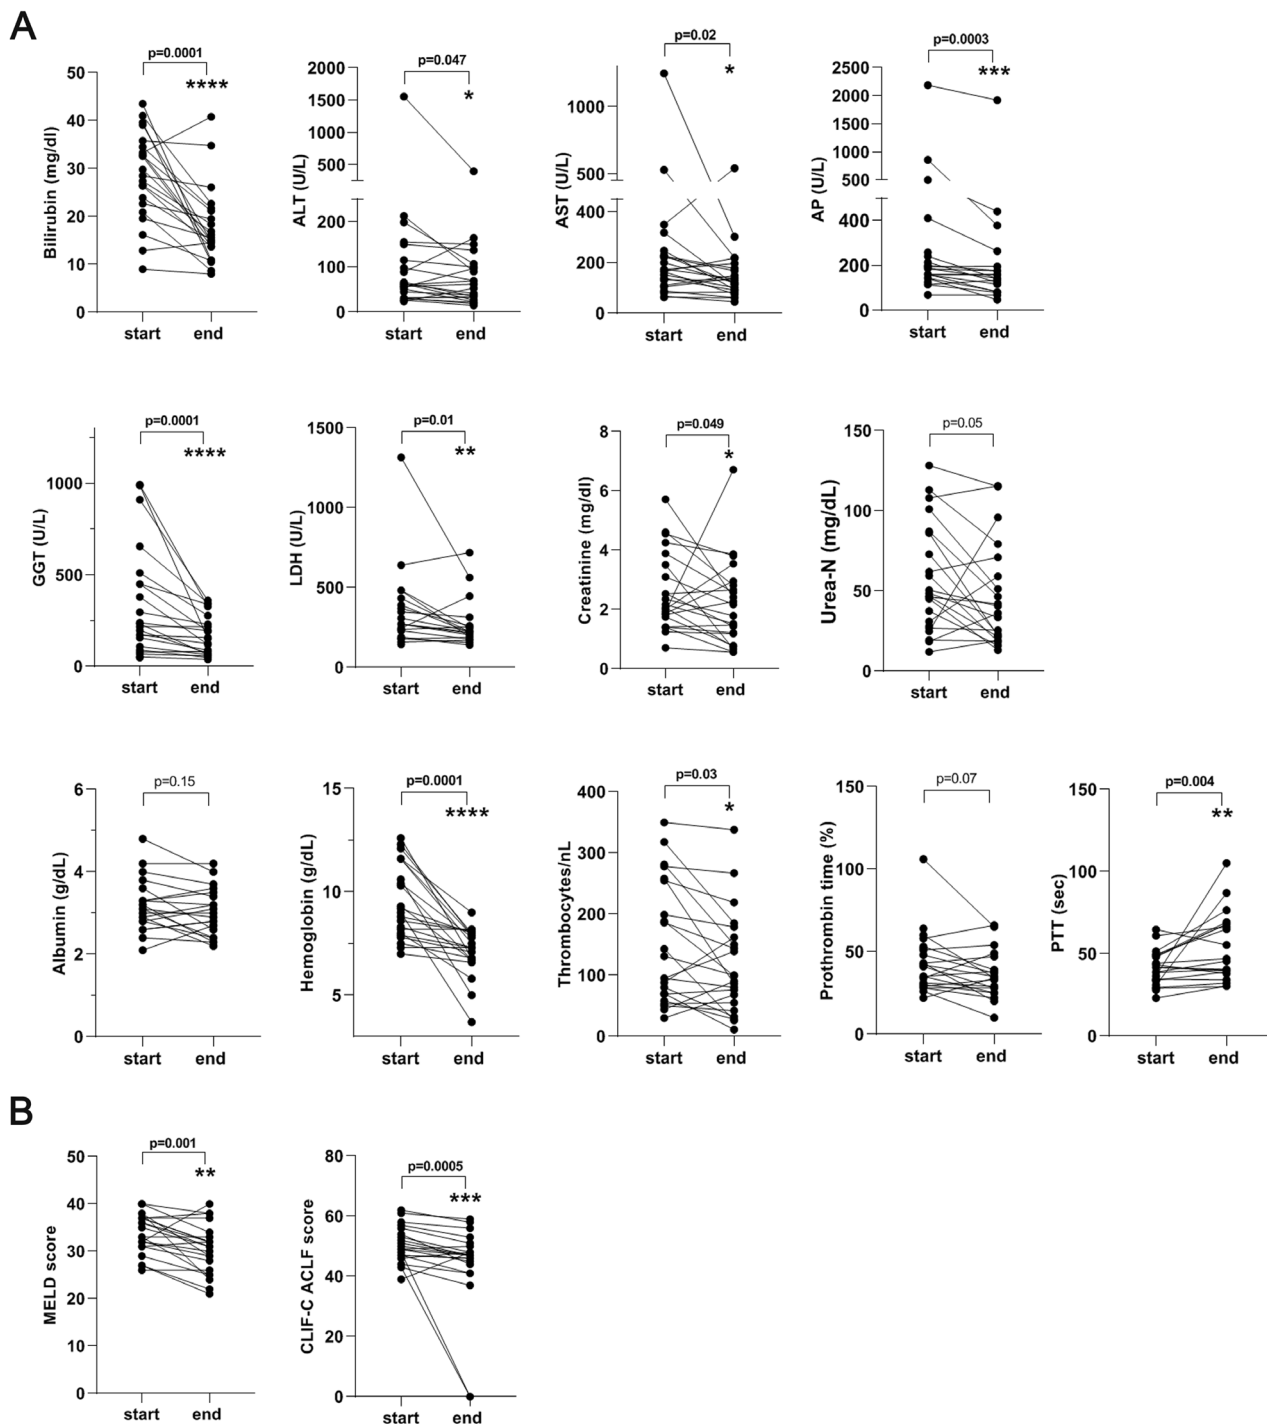 A
p=0.0001
****
Bilirubin (mg/dl)
50
40
30
20
10
0
start end
p=0.047
*
ALT (U/L)
2000
1500
1000
500
200
100
0
start end
p=0.02
*
AST (U/L)
1000
500
400
200
0
start end
p=0.0003
***
AP (U/L)
2500
2000
1500
1000
500
400
200
0
start end
p=0.0001
****
GGT (U/L)
1000
500
0
start end
p=0.01
**
LDH (U/L)
1500
1000
500
0
start end
p=0.049
*
Creatinine (mg/dl)
8
6
4
2
0
start end
p=0.05
Urea-N (mg/dL)
150
100
50
0
start end
p=0.15
Albumin (g/dL)
6
4
2
0
start end
p=0.0001
****
Hemoglobin (g/dL)
15
10
5
start end
p=0.03
*
Thrombocytes/nL
400
300
200
100
0
start end
p=0.07
Prothrombin time (%)
150
100
50
0
start end
p=0.004
**
PTT (sec)
150
100
50
0
start end
B
p=0.001
**
MELD score
50
40
30
20
10
0
start end
p=0.0005
***
CLIF-C ACLF score
80
60
40
20
0
start end